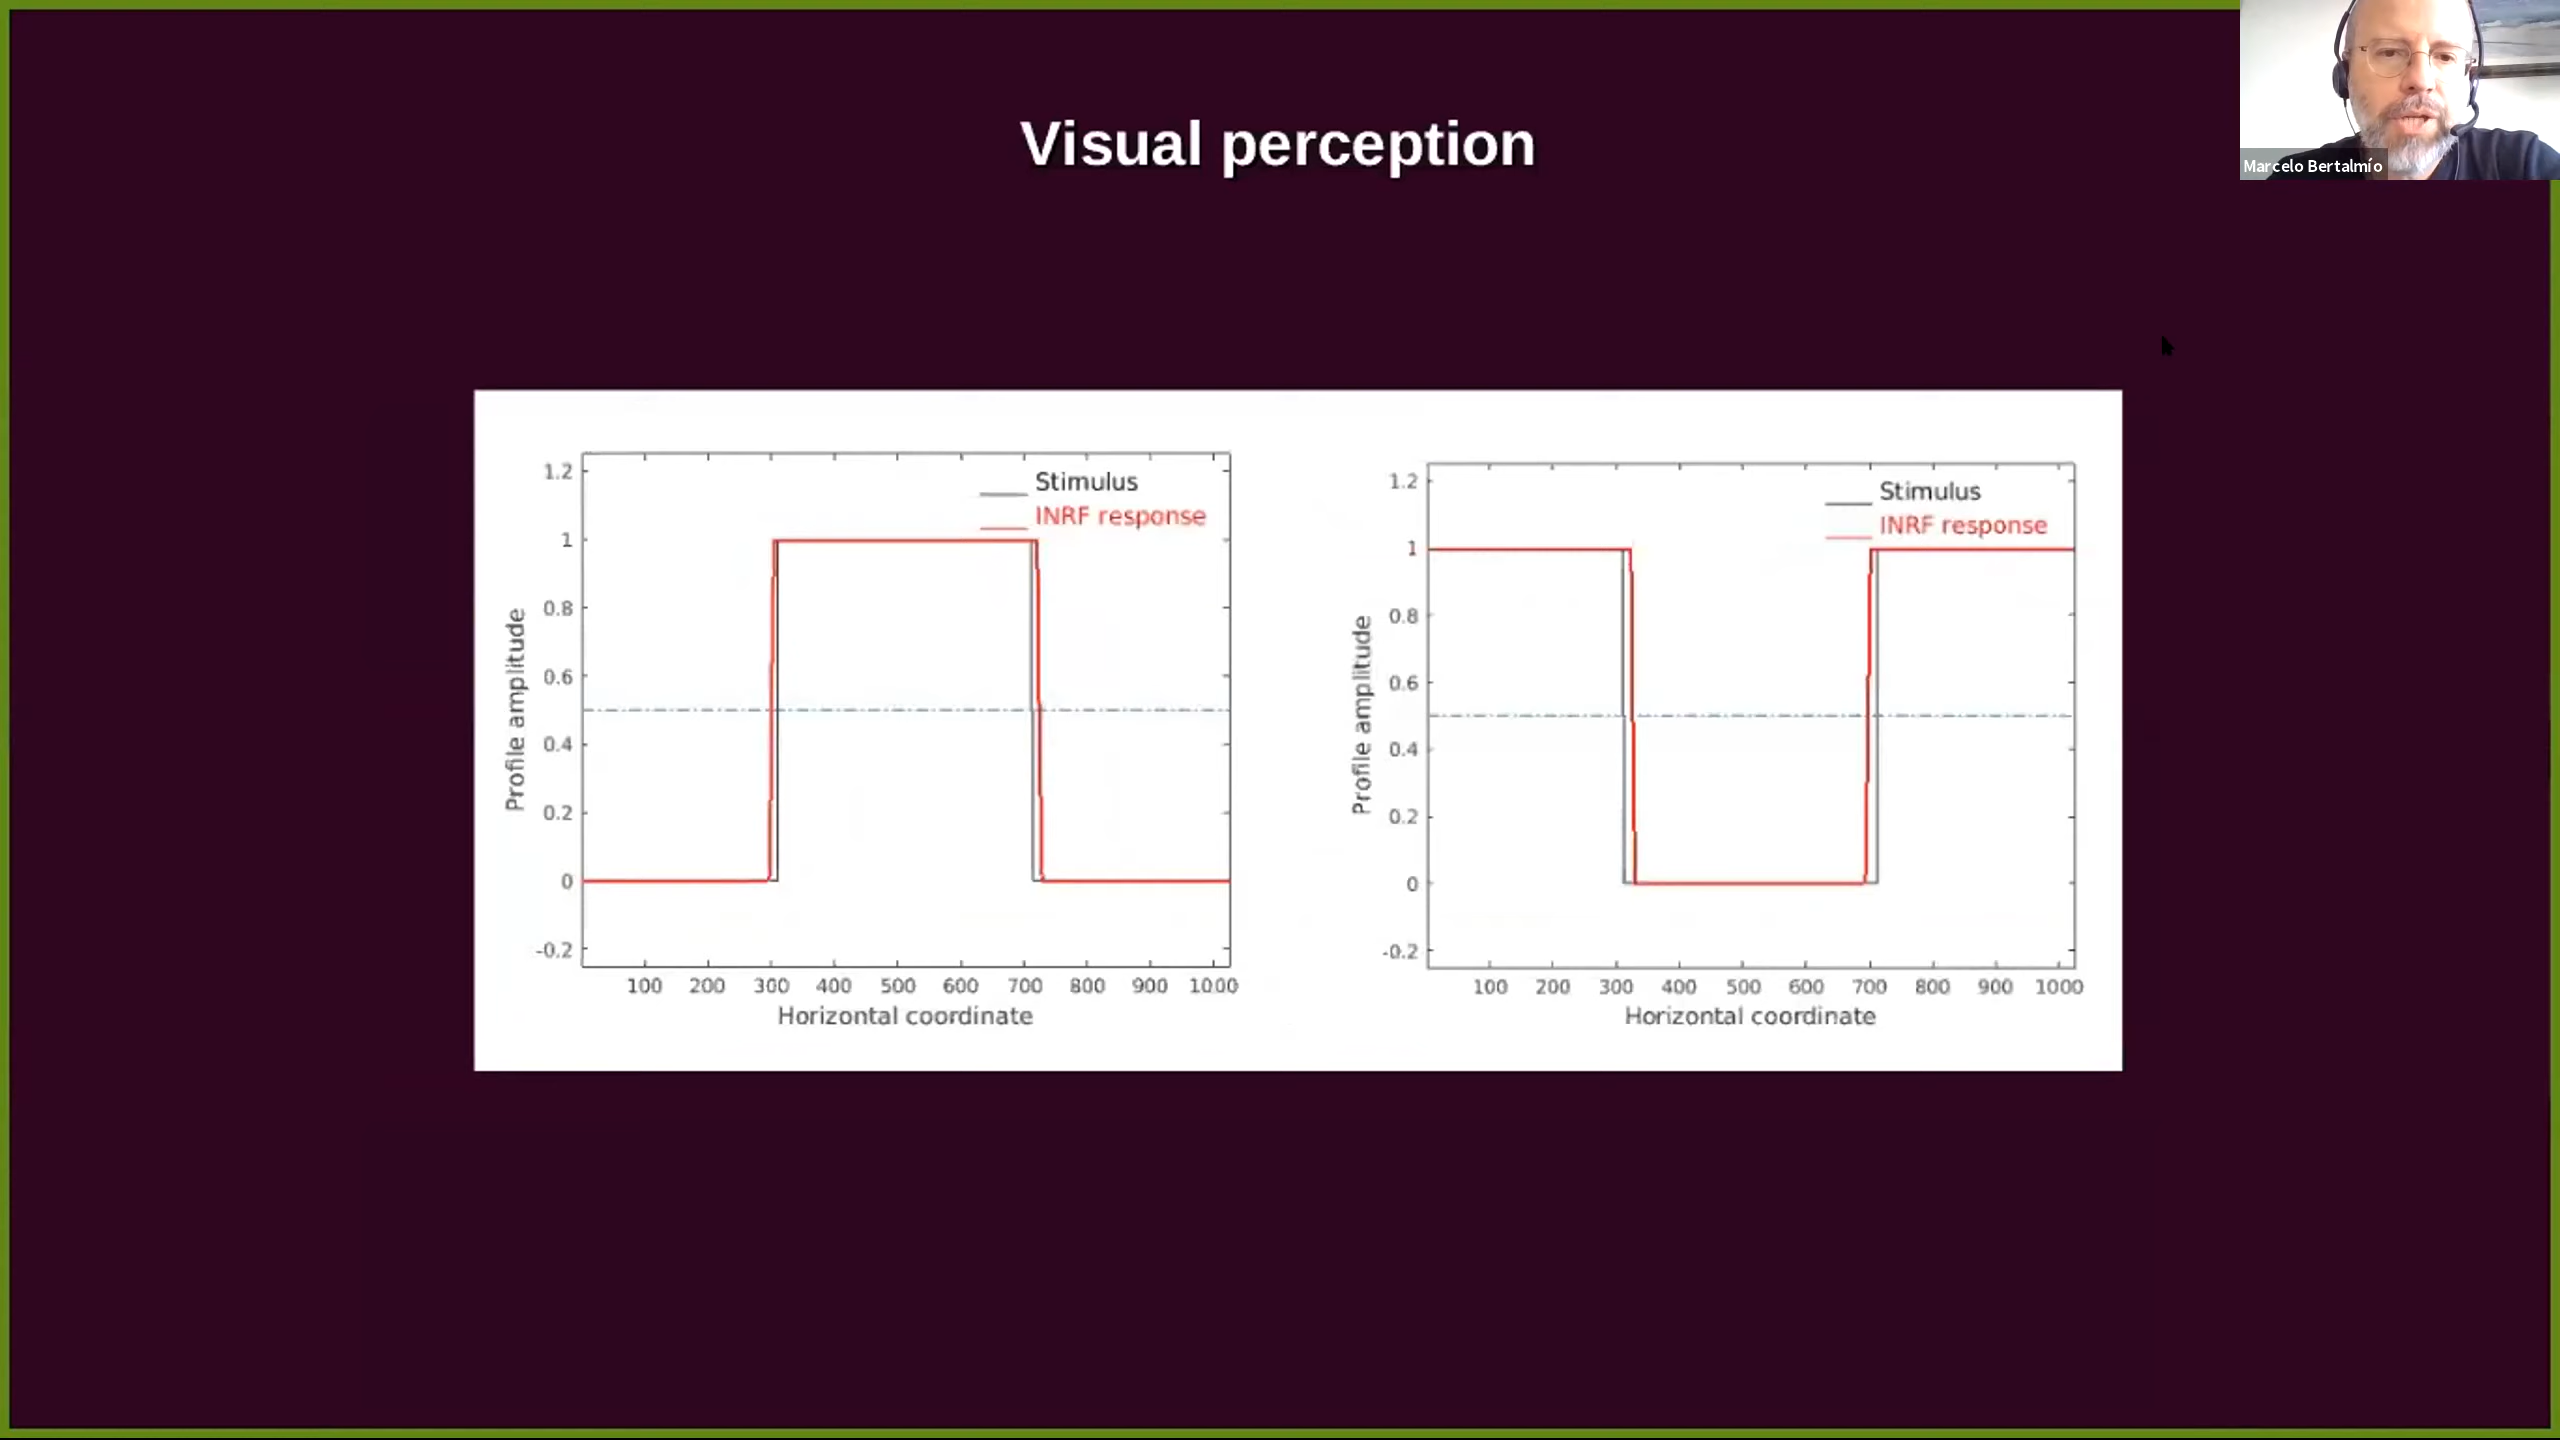 Marcelo Bertalmío
Visual perception
Stimulus
INRF response
1.2
1
0.8
0.6
0.4
0.2
0
-0.2
Profile amplitude
100 200 300 400 500 600 700 800 900 1000
Horizontal coordinate
Stimulus
INRF response
1.2
1
0.8
0.6
0.4
0.2
0
-0.2
Profile amplitude
100 200 300 400 500 600 700 800 900 1000
Horizontal coordinate